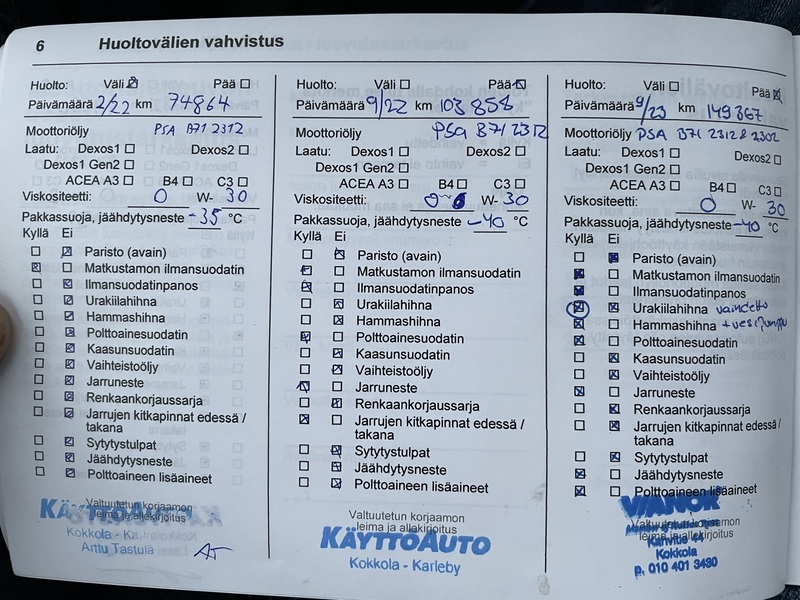 6 Huoltovälien vahvistus
Huolto: Väli ☒ Pää ☐
Päivämäärä 2/22 km 74864
Moottoriöljy PSA B71 2312
Laatu: Dexos1 ☐ Dexos2 ☐
Dexos1 Gen2 ☐
ACEA A3 ☐ B4 ☐ C3 ☐
Viskositeetti: 0 W- 30
Pakkassuoja, jäähdytysneste -35 °C
Kyllä Ei
☐ ☒ Paristo (avain)
☒ ☐ Matkustamon ilmansuodatin
☐ ☒ Ilmansuodatinpanos
☐ ☒ Urakiilahihna
☐ ☒ Hammashihna
☐ ☒ Polttoainesuodatin
☐ ☒ Kaasunsuodatin
☐ ☒ Vaihteistoöljy
☐ ☒ Jarruneste
☐ ☒ Renkaankorjaussarja
☐ ☒ Jarrujen kitkapinnat edessä /
takana
☐ ☒ Sytytystulpat
☐ ☒ Jäähdytysneste
☐ ☒ Polttoaineen lisäaineet
Valtuutetun korjaamon
leima ja allekirjoitus
Kokkola
Arttu Tastula AT
Huolto: Väli ☐ Pää ☒
Päivämäärä 9/22 km 103858
Moottoriöljy PSA B71 2312
Laatu: Dexos1 ☐ Dexos2 ☐
Dexos1 Gen2 ☐
ACEA A3 ☐ B4 ☐ C3 ☐
Viskositeetti: 0 W- 30
Pakkassuoja, jäähdytysneste -40 °C
Kyllä Ei
☐ ☒ Paristo (avain)
☒ ☐ Matkustamon ilmansuodatin
☒ ☐ Ilmansuodatinpanos
☐ ☒ Urakiilahihna
☐ ☒ Hammashihna
☒ ☐ Polttoainesuodatin
☐ ☒ Kaasunsuodatin
☐ ☒ Vaihteistoöljy
☒ ☐ Jarruneste
☐ ☒ Renkaankorjaussarja
☒ ☐ Jarrujen kitkapinnat edessä /
takana
☐ ☒ Sytytystulpat
☐ ☒ Jäähdytysneste
☐ ☒ Polttoaineen lisäaineet
Valtuutetun korjaamon
leima ja allekirjoitus
KÄYTTÖAUTO
Kokkola - Karleby
Huolto: Väli ☐ Pää ☒
Päivämäärä 9/23 km 149367
Moottoriöljy PSA B71 2312 & 2302
Laatu: Dexos1 ☐ Dexos2 ☐
Dexos1 Gen2 ☐
ACEA A3 ☐ B4 ☐ C3 ☐
Viskositeetti: 0 W- 30
Pakkassuoja, jäähdytysneste -40 °C
Kyllä Ei
☐ ☒ Paristo (avain)
☒ ☐ Matkustamon ilmansuodatin
☒ ☐ Ilmansuodatinpanos
☒ ☐ Urakiilahihna vaihdettu
☒ ☐ Hammashihna + vesipumppu
☒ ☐ Polttoainesuodatin
☐ ☒ Kaasunsuodatin
☐ ☒ Vaihteistoöljy
☒ ☐ Jarruneste
☐ ☒ Renkaankorjaussarja
☐ ☒ Jarrujen kitkapinnat edessä /
takana
☐ ☒ Sytytystulpat
☒ ☐ Jäähdytysneste
☒ ☐ Polttoaineen lisäaineet
VIANOR
Valtuutetun korjaamon
leima ja allekirjoitus
Kahvitie 44
Kokkola
p. 010 401 3490